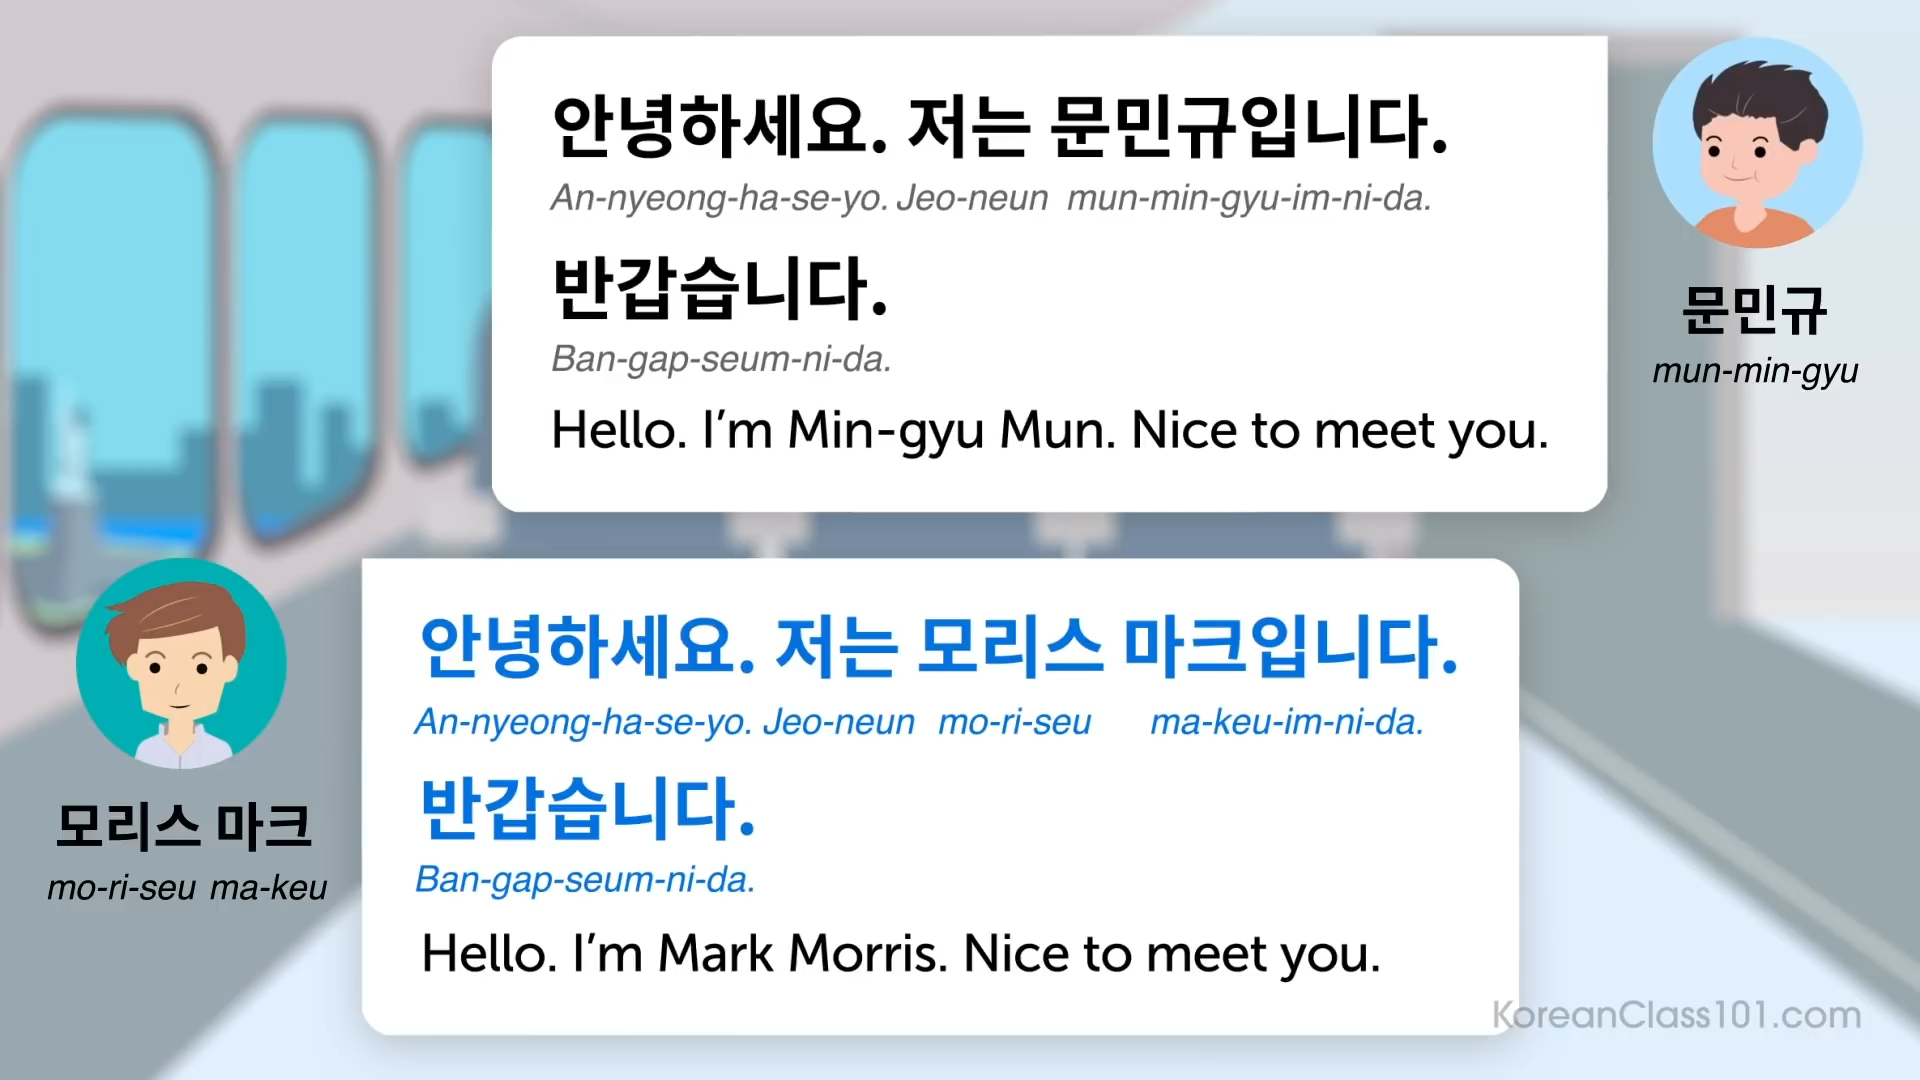 안녕하세요. 저는 문민규입니다.
An-nyeong-ha-se-yo. Jeo-neun mun-min-gyu-im-ni-da.
반갑습니다.
Ban-gap-seum-ni-da.
Hello. I’m Min-gyu Mun. Nice to meet you.
문민규
mun-min-gyu
안녕하세요. 저는 모리스 마크입니다.
An-nyeong-ha-se-yo. Jeo-neun mo-ri-seu ma-keu-im-ni-da.
반갑습니다.
Ban-gap-seum-ni-da.
Hello. I’m Mark Morris. Nice to meet you.
모리스 마크
mo-ri-seu ma-keu
KoreanClass101.com